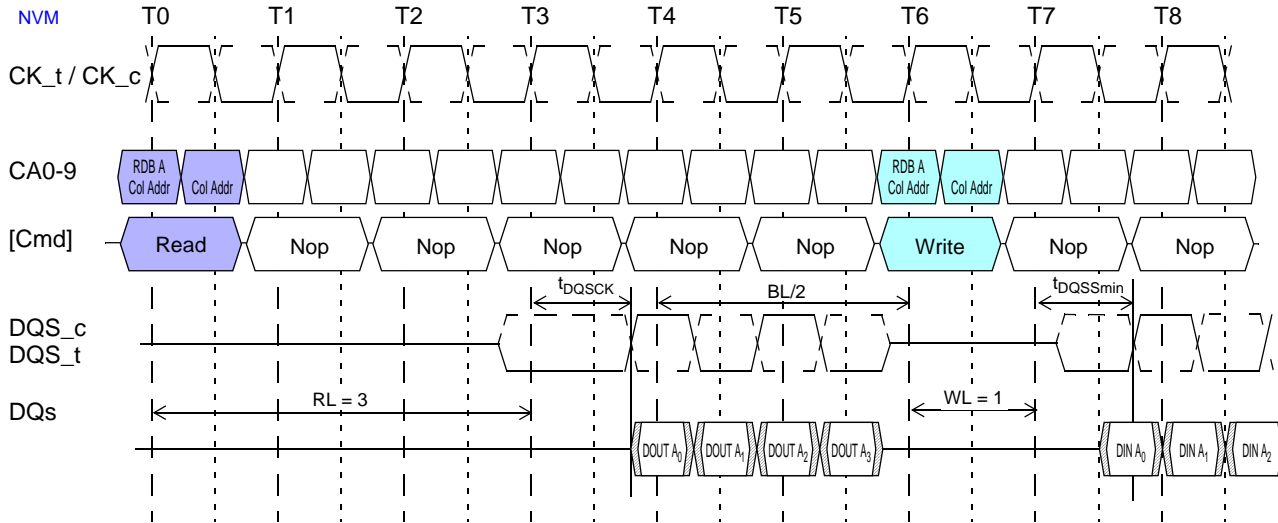 NVM T0 T1 T2 T3 T4 T5 T6 T7 T8
CK_t / CK_c
CA0-9 RDB A Col Addr Col Addr RDB A Col Addr Col Addr
[Cmd] Read Nop Nop Nop Nop Nop Write Nop Nop
tDQSCK BL/2 tDQSSmin
DQS_c
DQS_t
DQs RL = 3 WL = 1
DOUT A0 DOUT A1 DOUT A2 DOUT A3 DIN A0 DIN A1 DIN A2